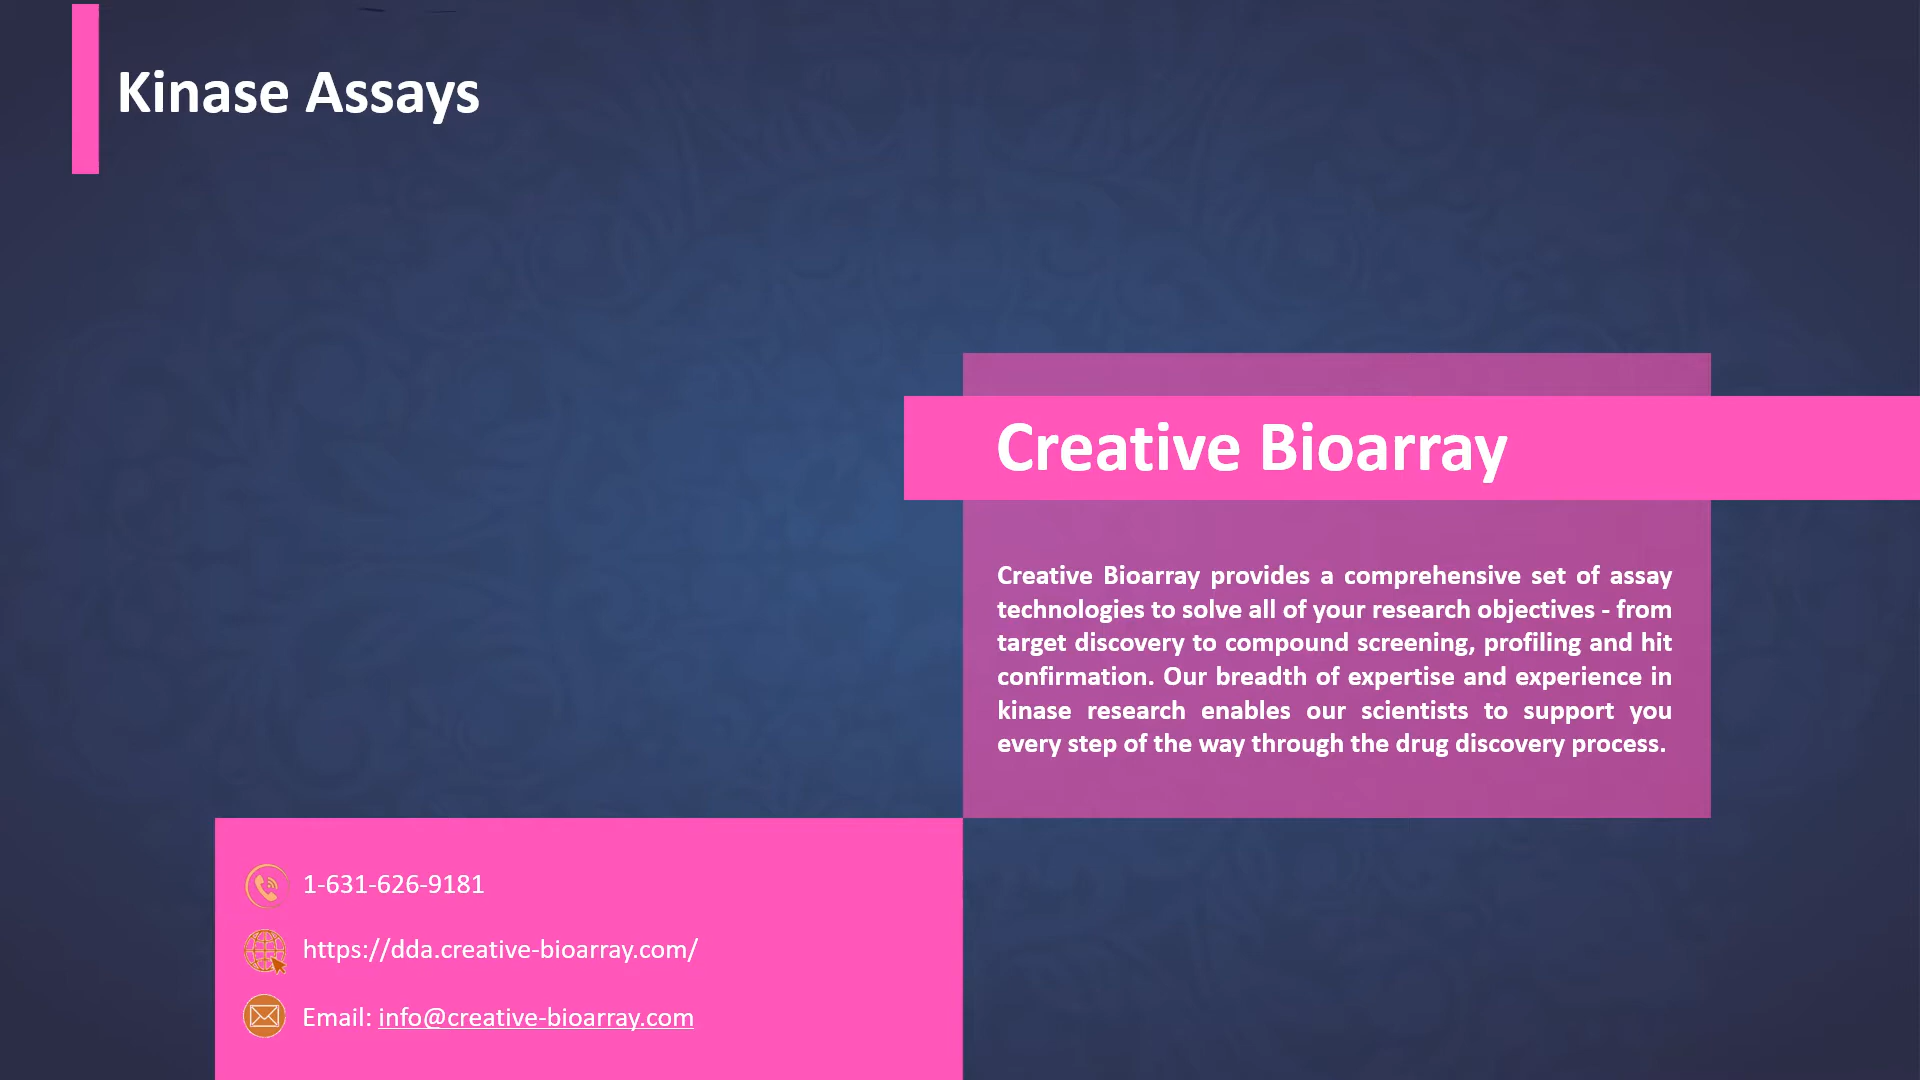 Kinase Assays
Creative Bioarray
Creative Bioarray provides a comprehensive set of assay
technologies to solve all of your research objectives - from
target discovery to compound screening, profiling and hit
confirmation. Our breadth of expertise and experience in
kinase research enables our scientists to support you
every step of the way through the drug discovery process.
1-631-626-9181
https://dda.creative-bioarray.com/
Email: info@creative-bioarray.com